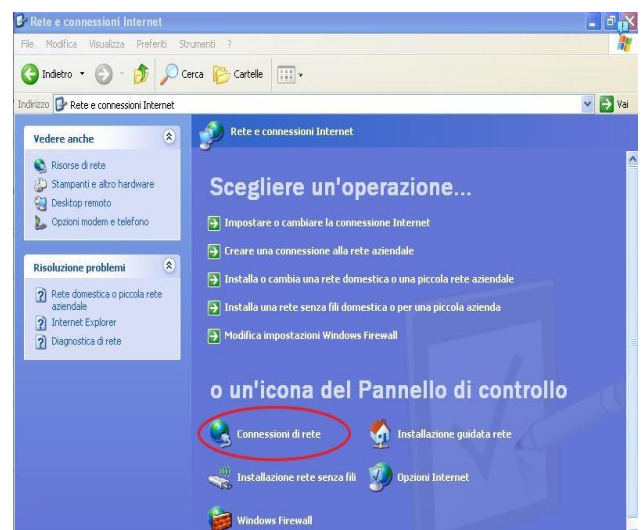 Rete e connessioni Internet
File Modifica Visualizza Preferiti Strumenti ?
Indietro Cerca Cartelle
Indirizzo Rete e connessioni Internet Vai
Vedere anche
Risorse di rete
Stampanti e altro hardware
Desktop remoto
Opzioni modem e telefono
Risoluzione problemi
Rete domestica o piccola rete
aziendale
Internet Explorer
Diagnostica di rete
Rete e connessioni Internet
Scegliere un'operazione...
Impostare o cambiare la connessione Internet
Creare una connessione alla rete aziendale
Installa o cambia una rete domestica o una piccola rete aziendale
Installa una rete senza fili domestica o per una piccola azienda
Modifica impostazioni Windows Firewall
o un'icona del Pannello di controllo
Connessioni di rete Installazione guidata rete
Installazione rete senza fili Opzioni Internet
Windows Firewall